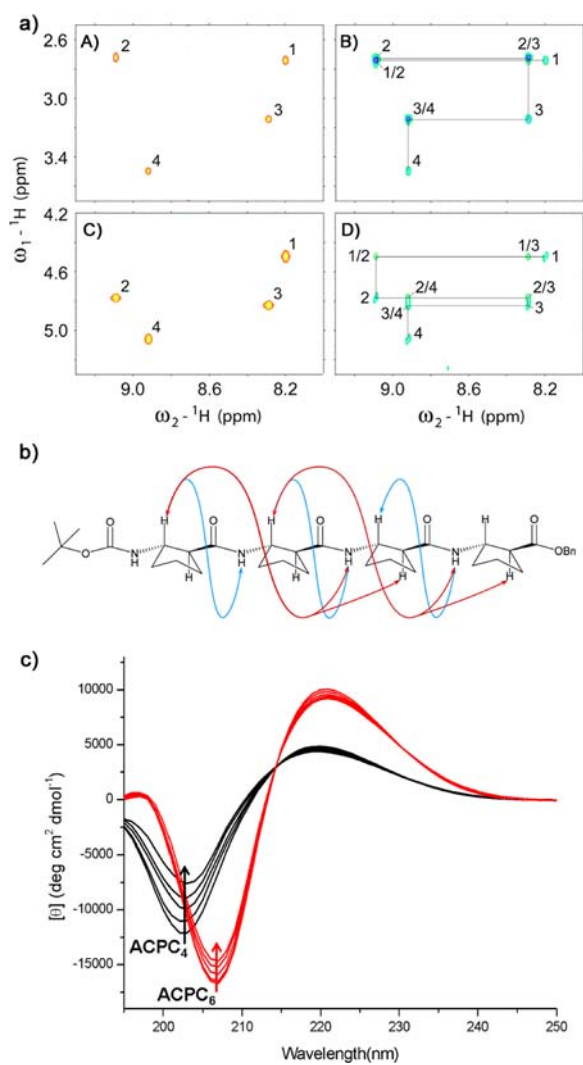 a)
A)
2
1
3
4
B)
2
1/2
2/3
1
3/4
3
4
2.6
3.0
3.4
C)
1
2
3
4
D)
1/2
1/3
1
2
2/4
2/3
3/4
3
4
4.2
4.6
5.0
ω₁ - ¹H (ppm)
9.0 8.6 8.2
9.0 8.6 8.2
ω₂ - ¹H (ppm)
ω₂ - ¹H (ppm)
b)
O
O
N
H
H
H
O
N
H
H
H
O
N
H
H
H
O
N
H
H
H
O
OBn
c)
10000
5000
0
-5000
-10000
-15000
[θ] (deg cm² dmol⁻¹)
ACPC₄
ACPC₆
200 210 220 230 240 250
Wavelength(nm)